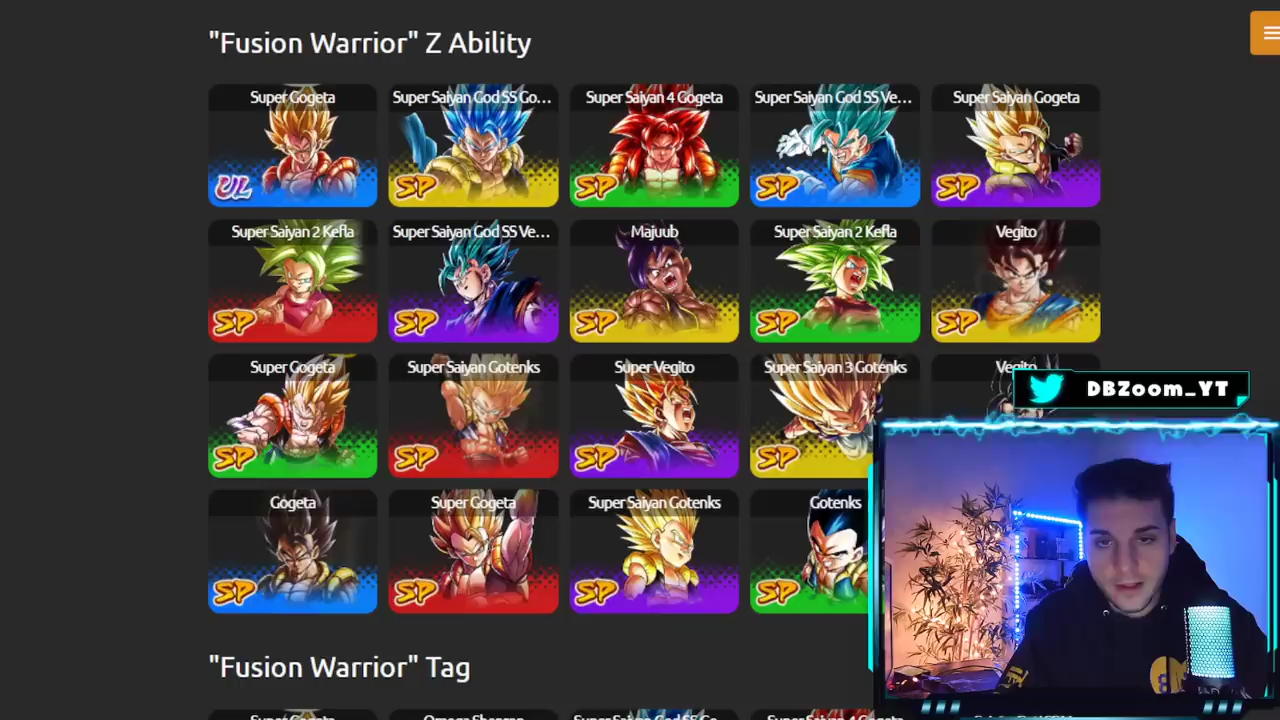 "Fusion Warrior" Z Ability
Super Gogeta
Super Saiyan God SS Go...
Super Saiyan 4 Gogeta
Super Saiyan God SS Ve...
Super Saiyan Gogeta
UL
SP
SP
SP
SP
Super Saiyan 2 Kefla
Super Saiyan God SS Ve...
Majuub
Super Saiyan 2 Kefla
Vegito
SP
SP
SP
SP
SP
Super Gogeta
Super Saiyan Gotenks
Super Vegito
Super Saiyan 3 Gotenks
DBZoom_YT
SP
SP
SP
SP
Gogeta
Super Gogeta
Super Saiyan Gotenks
Gotenks
SP
SP
SP
SP
"Fusion Warrior" Tag